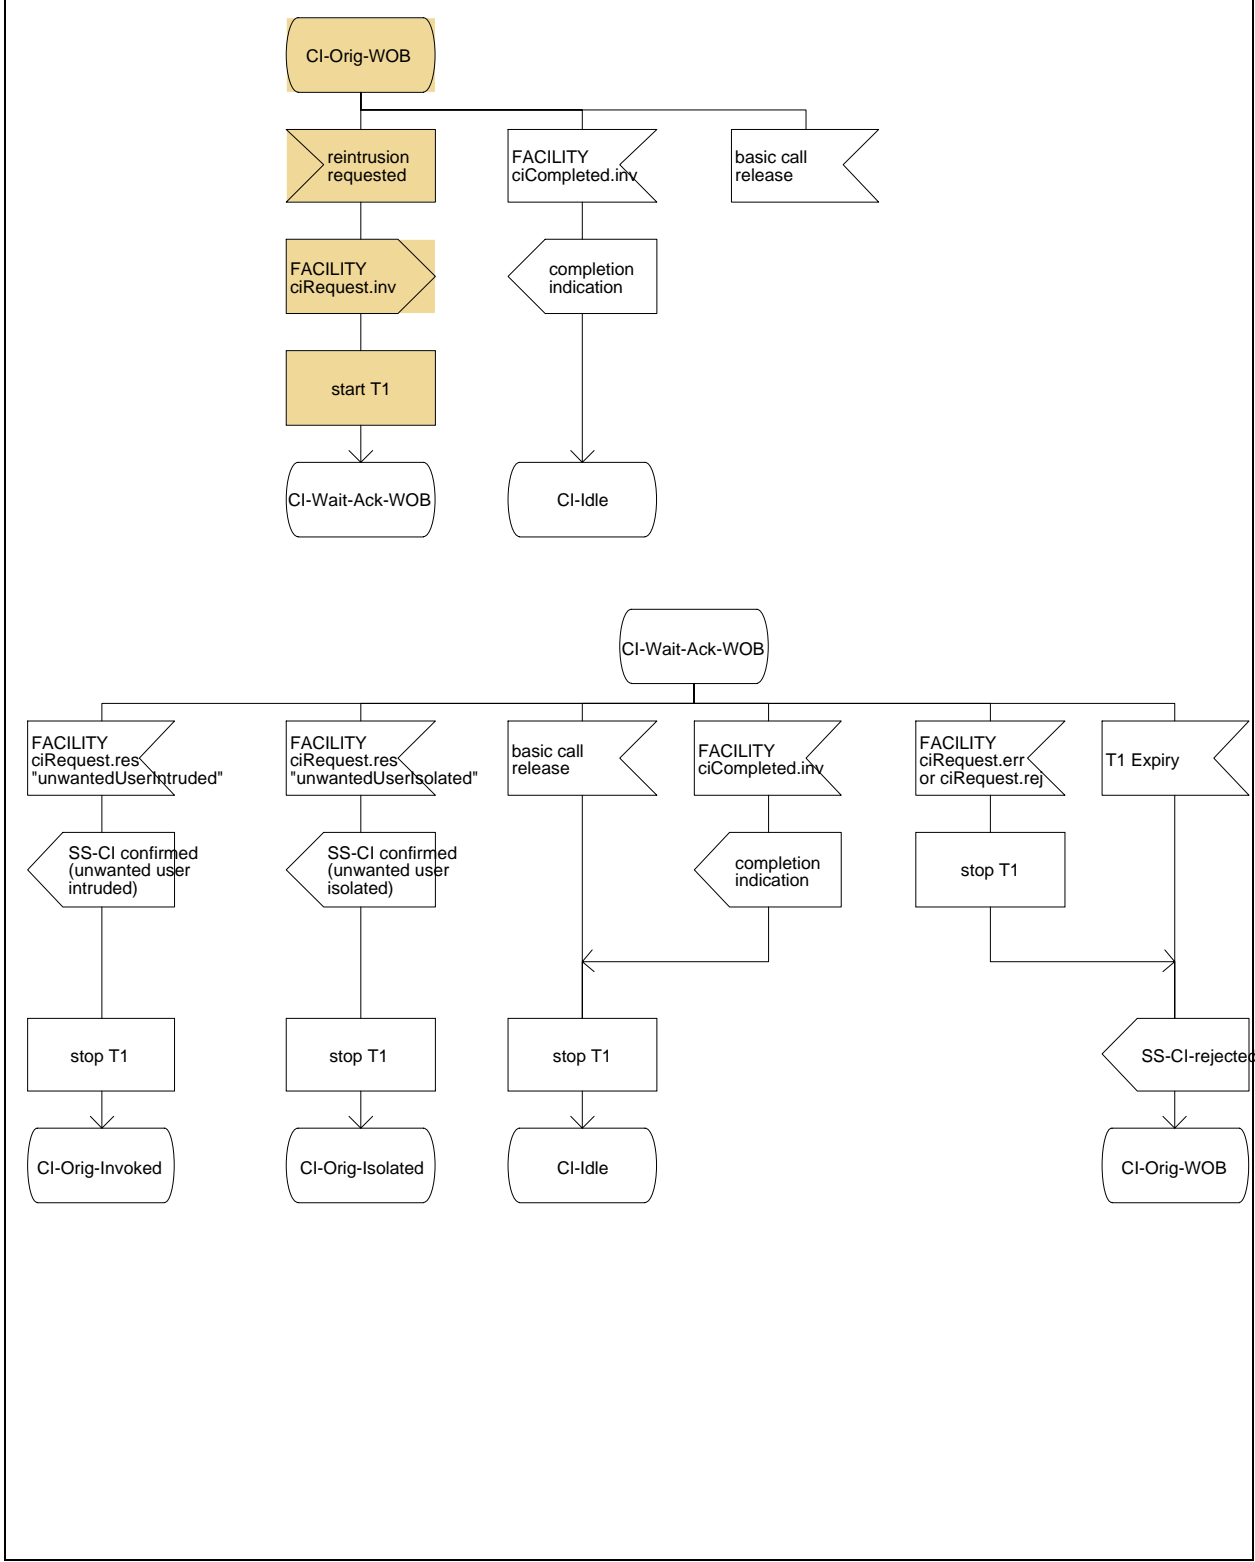 CI-Orig-WOB
reintrusion
requested
FACILITY
ciCompleted.inv
basic call
release
FACILITY
ciRequest.inv
completion
indication
start T1
CI-Wait-Ack-WOB
CI-Idle
CI-Wait-Ack-WOB
FACILITY
ciRequest.res
"unwantedUserIntruded"
FACILITY
ciRequest.res
"unwantedUserIsolated"
basic call
release
FACILITY
ciCompleted.inv
FACILITY
ciRequest.err
or ciRequest.rej
T1 Expiry
SS-CI confirmed
(unwanted user
intruded)
SS-CI confirmed
(unwanted user
isolated)
completion
indication
stop T1
stop T1
stop T1
stop T1
SS-CI-rejected
CI-Orig-Invoked
CI-Orig-Isolated
CI-Idle
CI-Orig-WOB